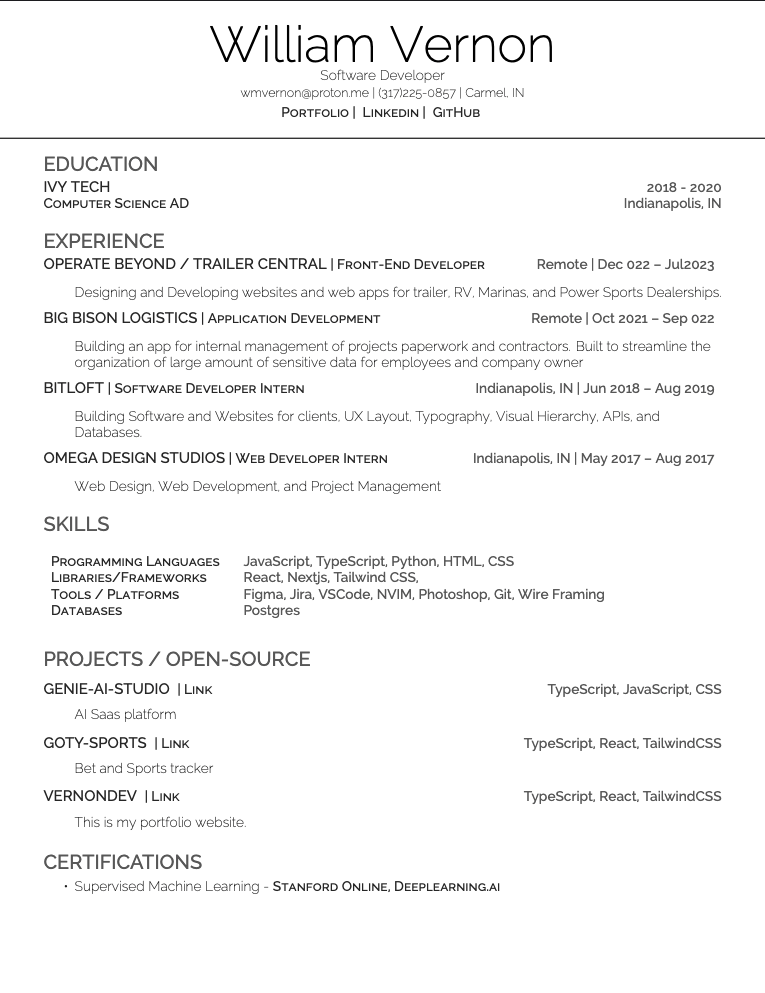 William Vernon
Software Developer
wmvernon@proton.me | (317)225-0857 | Carmel, IN
Portfolio | Linkedin | GitHub
EDUCATION
IVY TECH 2018 - 2020
Computer Science AD Indianapolis, IN
EXPERIENCE
OPERATE BEYOND / TRAILER CENTRAL | Front-End Developer Remote | Dec 022 – Jul2023
Designing and Developing websites and web apps for trailer, RV, Marinas, and Power Sports Dealerships.
BIG BISON LOGISTICS | Application Development Remote | Oct 2021 – Sep 022
Building an app for internal management of projects paperwork and contractors. Built to streamline the
organization of large amount of sensitive data for employees and company owner
BITLOFT | Software Developer Intern Indianapolis, IN | Jun 2018 – Aug 2019
Building Software and Websites for clients, UX Layout, Typography, Visual Hierarchy, APIs, and
Databases.
OMEGA DESIGN STUDIOS | Web Developer Intern Indianapolis, IN | May 2017 – Aug 2017
Web Design, Web Development, and Project Management
SKILLS
Programming Languages JavaScript, TypeScript, Python, HTML, CSS
Libraries/Frameworks React, Nextjs, Tailwind CSS,
Tools / Platforms Figma, Jira, VSCode, NVIM, Photoshop, Git, Wire Framing
Databases Postgres
PROJECTS / OPEN-SOURCE
GENIE-AI-STUDIO | Link TypeScript, JavaScript, CSS
AI Saas platform
GOTY-SPORTS | Link TypeScript, React, TailwindCSS
Bet and Sports tracker
VERNONDEV | Link TypeScript, React, TailwindCSS
This is my portfolio website.
CERTIFICATIONS
• Supervised Machine Learning - Stanford Online, Deeplearning.ai